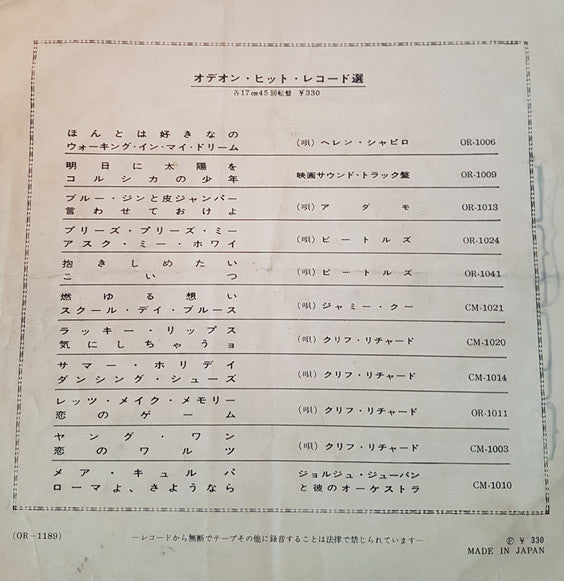 オデオン・ヒット・レコード選
各17cm45回転盤 ¥330
ほんとは好きなの
ウォーキング・イン・マイ・ドリーム
(唄) ヘレン・シャピロ
OR-1006
明日に太陽を
コルシカの少年
映画サウンド・トラック盤
OR-1009
ブルー・ジンと皮ジャンパー
言わせておけよ
(唄) アダモ
OR-1013
プリーズ・プリーズ・ミー
アスク・ミー・ホワイ
(唄) ビートルズ
OR-1024
抱きしめたい
こいつ
(唄) ビートルズ
OR-1041
燃ゆる想い
スクール・デイ・ブルース
(唄) ジャミー・クー
CM-1021
ラッキー・リップス
気にしちゃうョ
(唄) クリフ・リチャード
CM-1020
サマー・ホリデイ
ダンシング・シューズ
(唄) クリフ・リチャード
CM-1014
レッツ・メイク・メモリー
恋のゲーム
(唄) クリフ・リチャード
OR-1011
ヤング・ワン
恋のワルツ
(唄) クリフ・リチャード
CM-1003
メア・キュルパ
ローマよ、さようなら
ジョルジュ・ジューバン
と彼のオーケストラ
CM-1010
(OR-1189)
―レコードから無断でテープその他に録音することは法律で禁じられています―
Ⓟ ¥ 330
MADE IN JAPAN